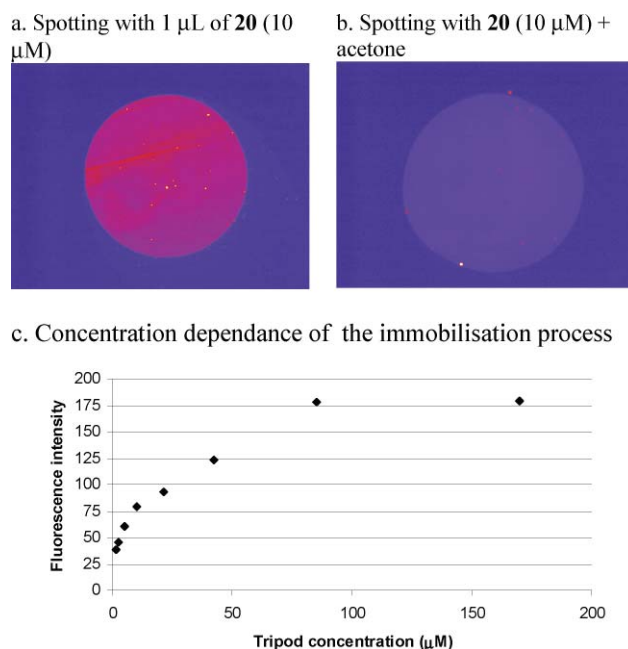 a. Spotting with 1 μL of 20 (10
μM)
b. Spotting with 20 (10 μM) +
acetone
c. Concentration dependance of the immobilisation process
Fluorescence intensity
200
175
150
125
100
75
50
25
0
0 50 100 150 200
Tripod concentration (μM)